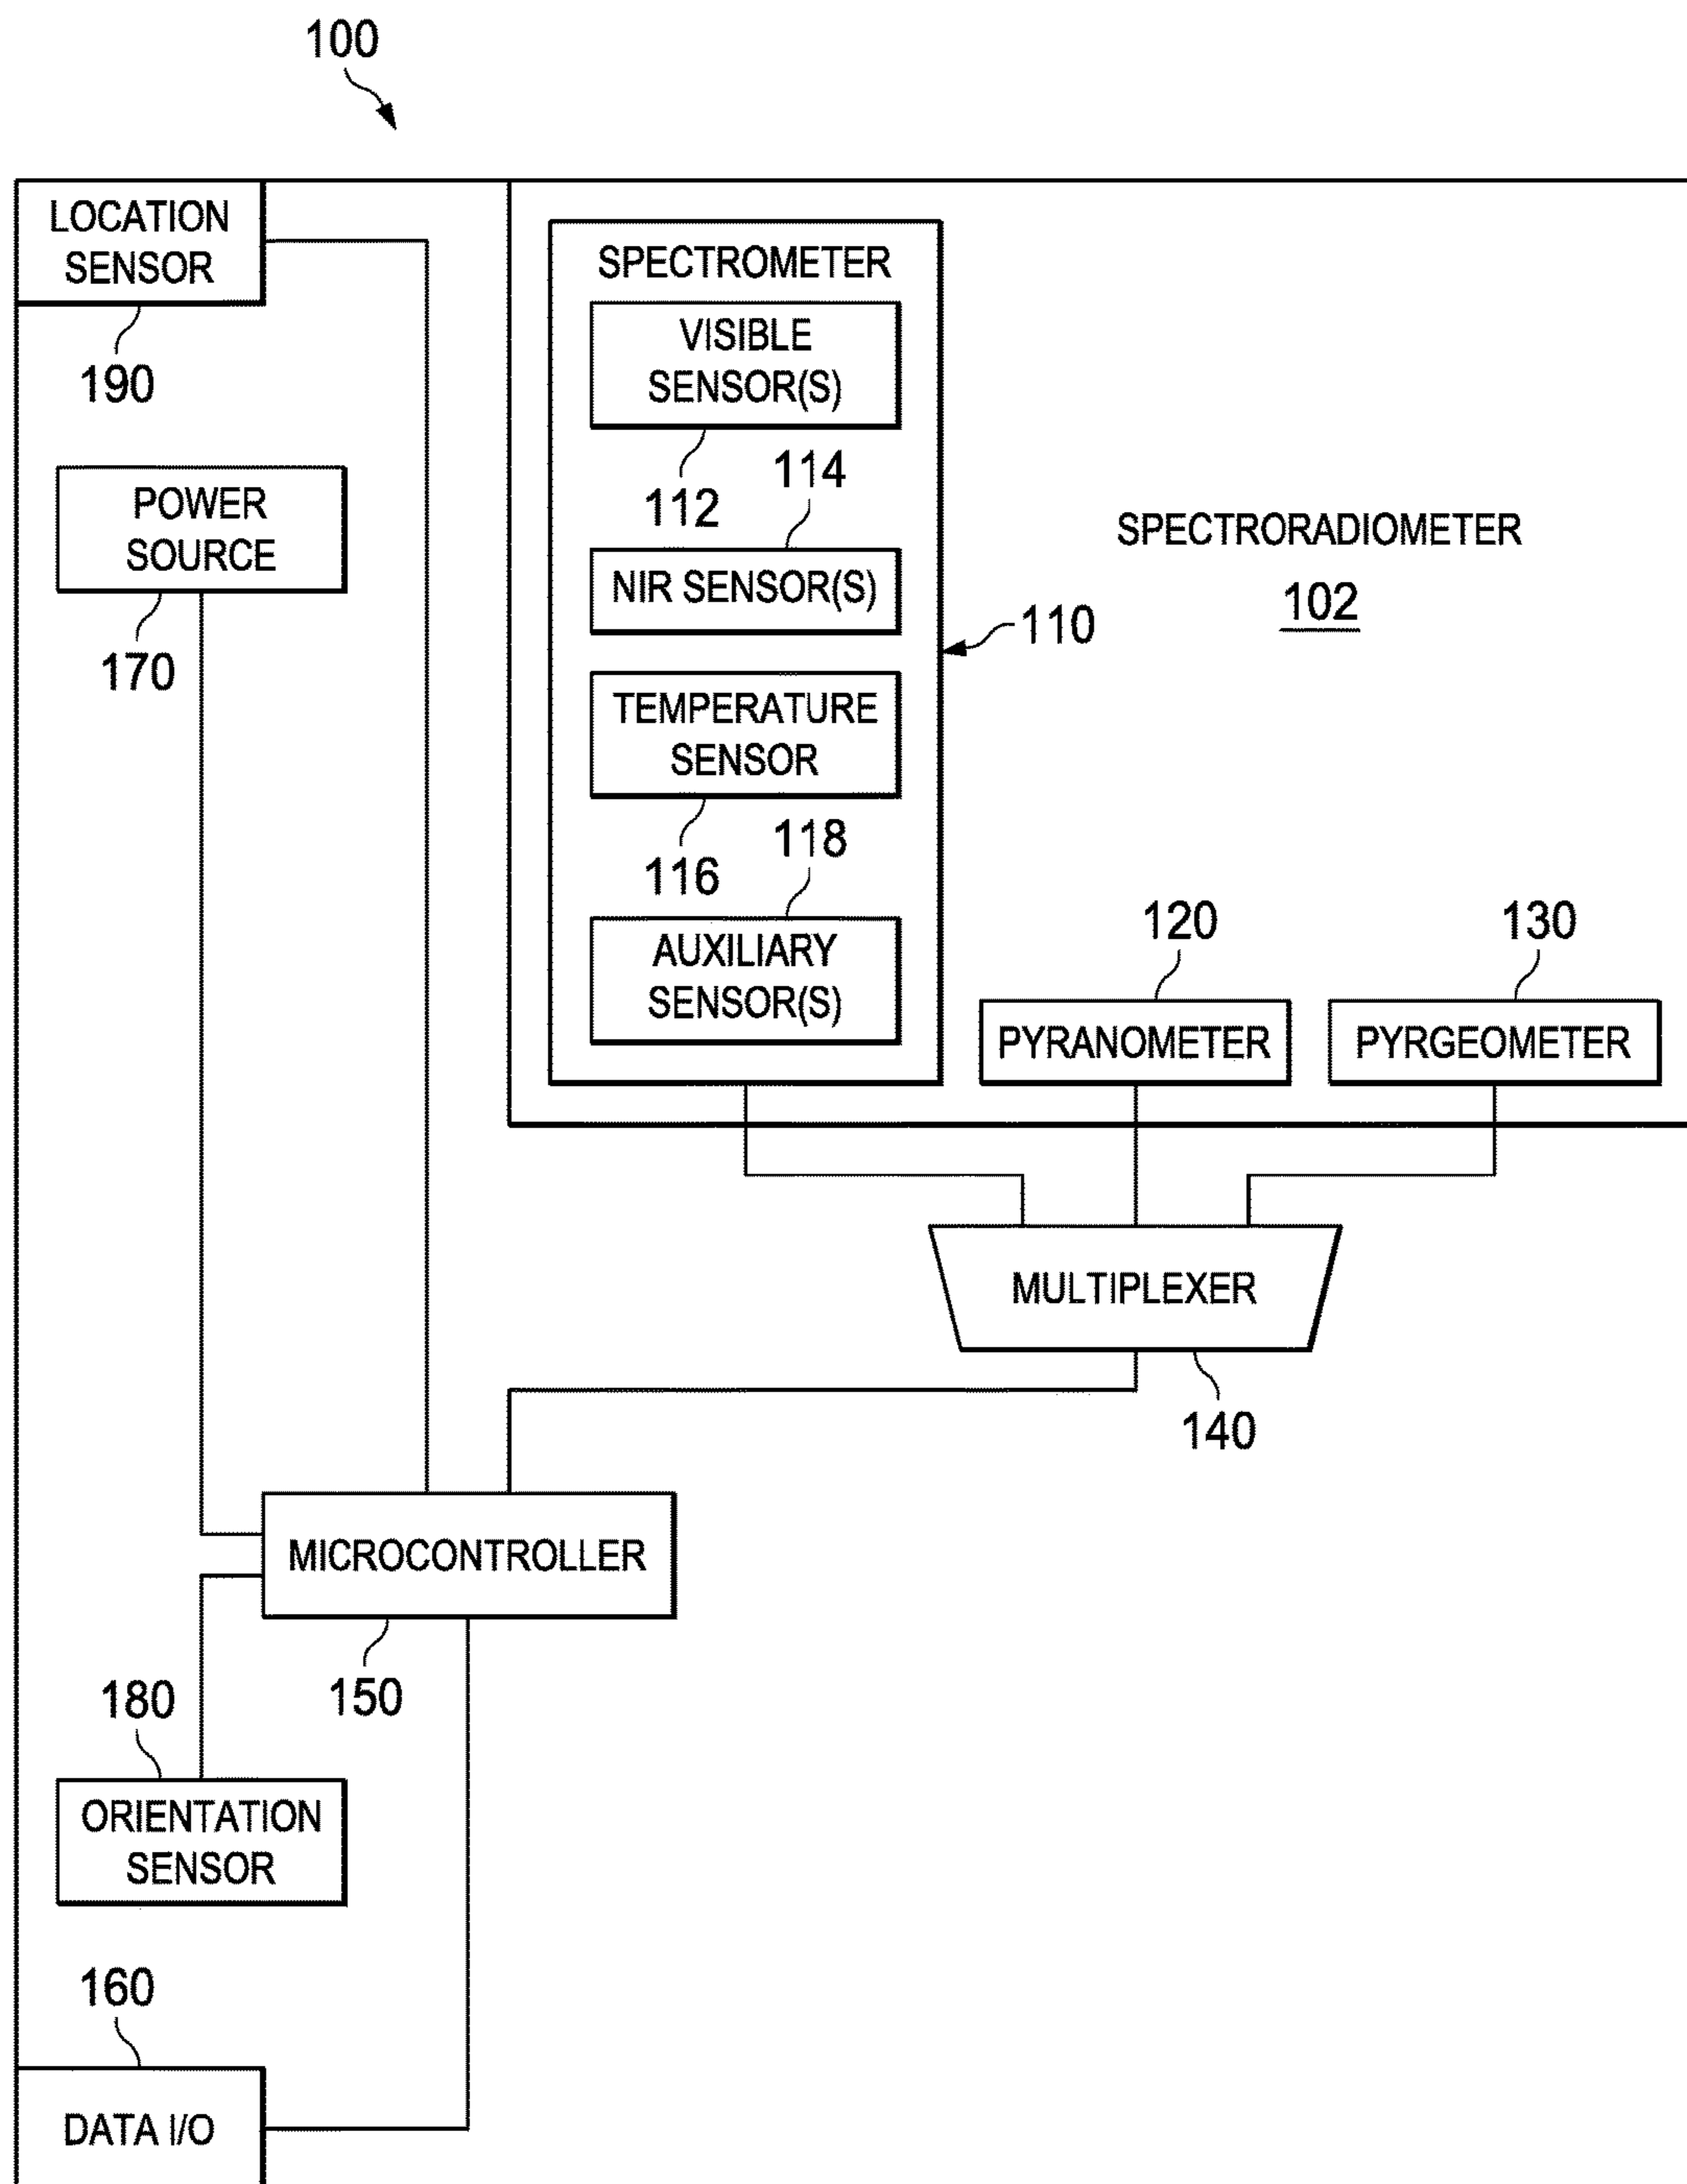 100
LOCATION
SENSOR
190
POWER
SOURCE
170
SPECTROMETER
VISIBLE
SENSOR(S)
112
114
NIR SENSOR(S)
110
TEMPERATURE
SENSOR
116
118
AUXILIARY
SENSOR(S)
SPECTRORADIOMETER
102
120
PYRANOMETER
130
PYRGEOMETER
MULTIPLEXER
140
MICROCONTROLLER
150
180
ORIENTATION
SENSOR
160
DATA I/O